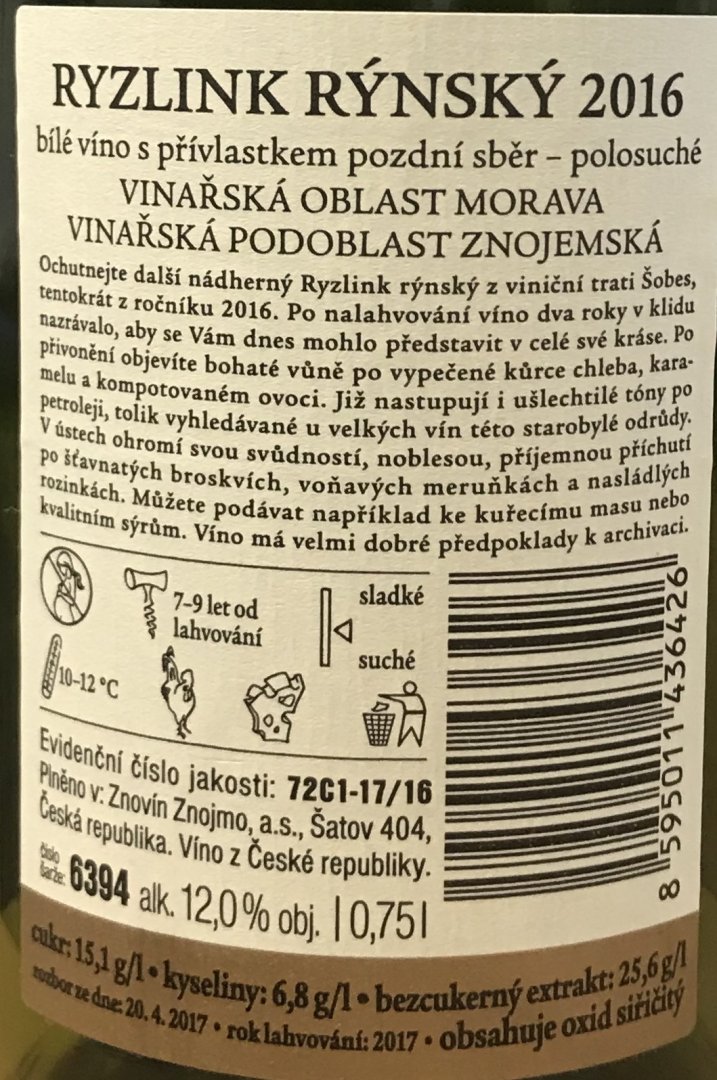 RYZLINK RÝNSKÝ 2016
bílé víno s přívlastkem pozdní sběr – polosuché
VINAŘSKÁ OBLAST MORAVA
VINAŘSKÁ PODOBLAST ZNOJEMSKÁ
Ochutnejte další nádherný Ryzlink rýnský z viniční trati Šobes,
tentokrát z ročníku 2016. Po nalahvování víno dva roky v klidu
nazrávalo, aby se Vám dnes mohlo představit v celé své kráse. Po
přivonění objevíte bohaté vůně po vypečené kůrce chleba, kara-
melu a kompotovaném ovoci. Již nastupují i ušlechtilé tóny po
petroleji, tolik vyhledávané u velkých vín této starobylé odrůdy.
V ústech ohromí svou svůdností, noblesou, příjemnou příchutí
po šťavnatých broskvích, voňavých meruňkách a nasládlých
rozinkách. Můžete podávat například ke kuřecímu masu nebo
kvalitním sýrům. Víno má velmi dobré předpoklady k archivaci.
7–9 let od
lahvování
sladké
suché
10–12 °C
8 595011 436426
Evidenční číslo jakosti: 72C1-17/16
Plněno v: Znovín Znojmo, a.s., Šatov 404,
Česká republika. Víno z České republiky.
číslo
šarže: 6394 alk. 12,0 % obj. | 0,75 l
cukr: 15,1 g/l • kyseliny: 6,8 g/l • bezcukerný extrakt: 25,6 g/l
rozbor ze dne: 20. 4. 2017 • rok lahvování: 2017 • obsahuje oxid siřičitý